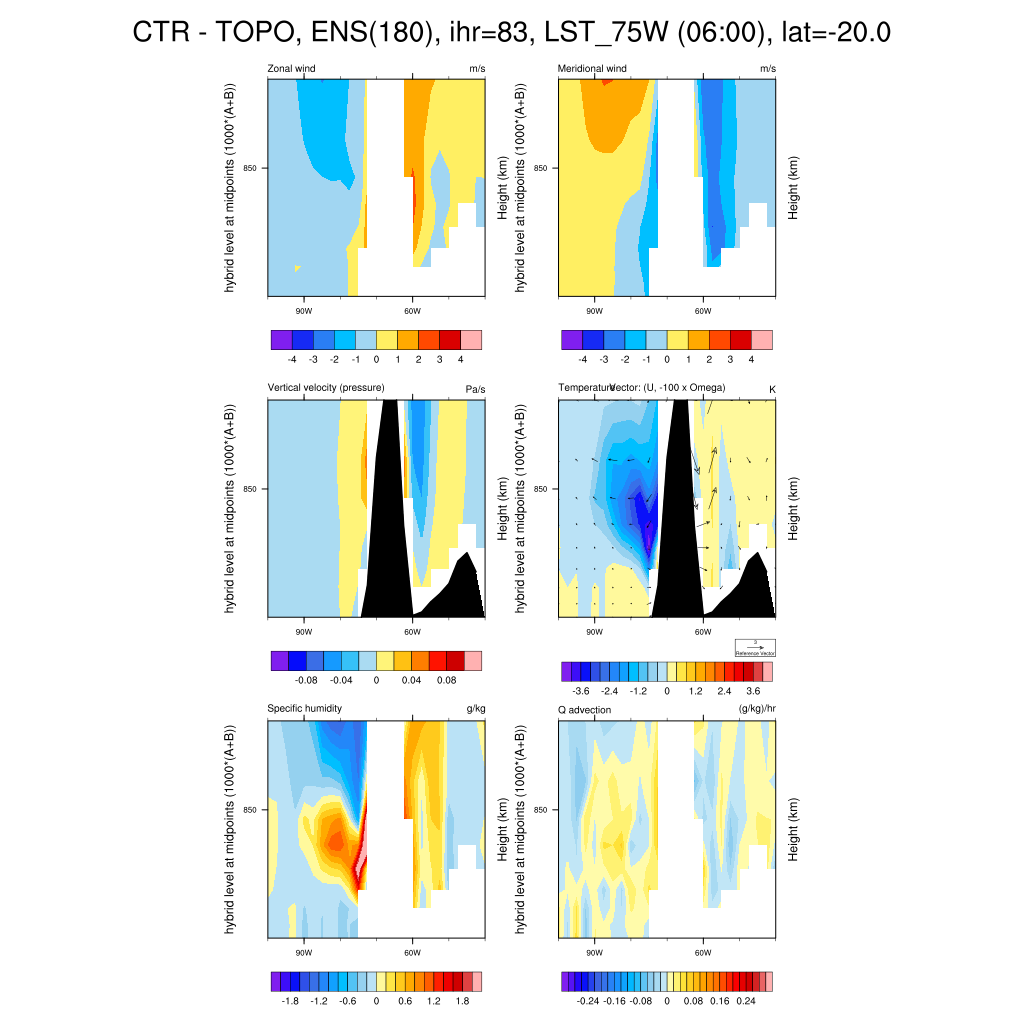 CTR - TOPO, ENS(180), ihr=83, LST_75W (06:00), lat=-20.0
Zonal wind m/s
Meridional wind m/s
hybrid level at midpoints (1000*(A+B))
850
Height (km)
90W 60W
hybrid level at midpoints (1000*(A+B))
850
Height (km)
90W 60W
-4 -3 -2 -1 0 1 2 3 4
-4 -3 -2 -1 0 1 2 3 4
Vertical velocity (pressure) Pa/s
Temperature Vector: (U, -100 x Omega) K
hybrid level at midpoints (1000*(A+B))
850
Height (km)
90W 60W
hybrid level at midpoints (1000*(A+B))
850
Height (km)
90W 60W
3
Reference Vector
-0.08 -0.04 0 0.04 0.08
-3.6 -2.4 -1.2 0 1.2 2.4 3.6
Specific humidity g/kg
Q advection (g/kg)/hr
hybrid level at midpoints (1000*(A+B))
850
Height (km)
90W 60W
hybrid level at midpoints (1000*(A+B))
850
Height (km)
90W 60W
-1.8 -1.2 -0.6 0 0.6 1.2 1.8
-0.24 -0.16 -0.08 0 0.08 0.16 0.24